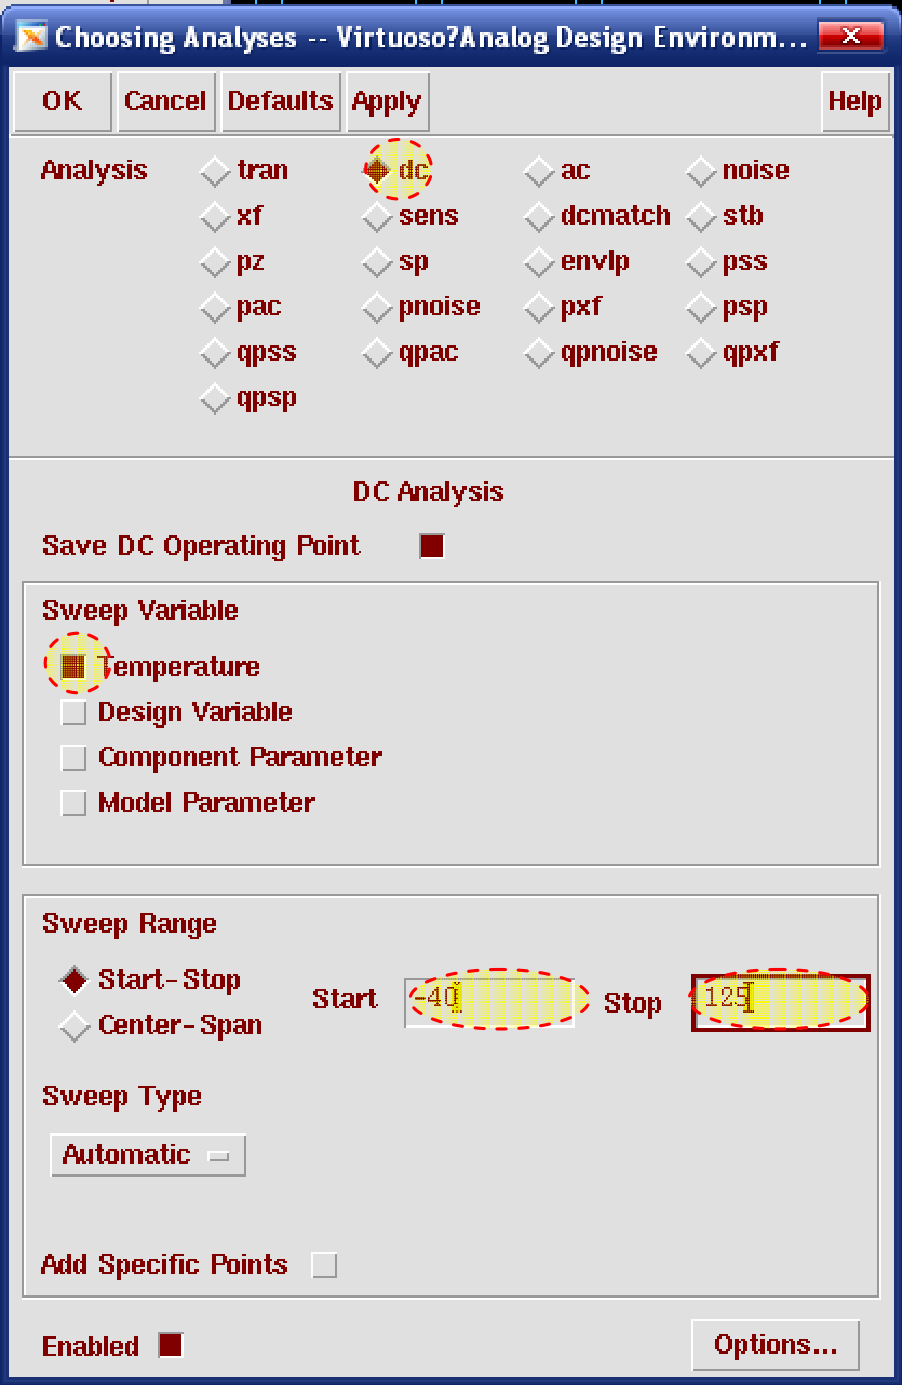 Choosing Analyses -- Virtuoso?Analog Design Environm...
OK Cancel Defaults Apply Help
Analysis tran dc ac noise
xf sens dcmatch stb
pz sp envlp pss
pac pnoise pxf psp
qpss qpac qpnoise qpxf
qpsp
DC Analysis
Save DC Operating Point
Sweep Variable
Temperature
Design Variable
Component Parameter
Model Parameter
Sweep Range
Start-Stop
Center-Span
Start -40 Stop 125
Sweep Type
Automatic
Add Specific Points
Enabled
Options...